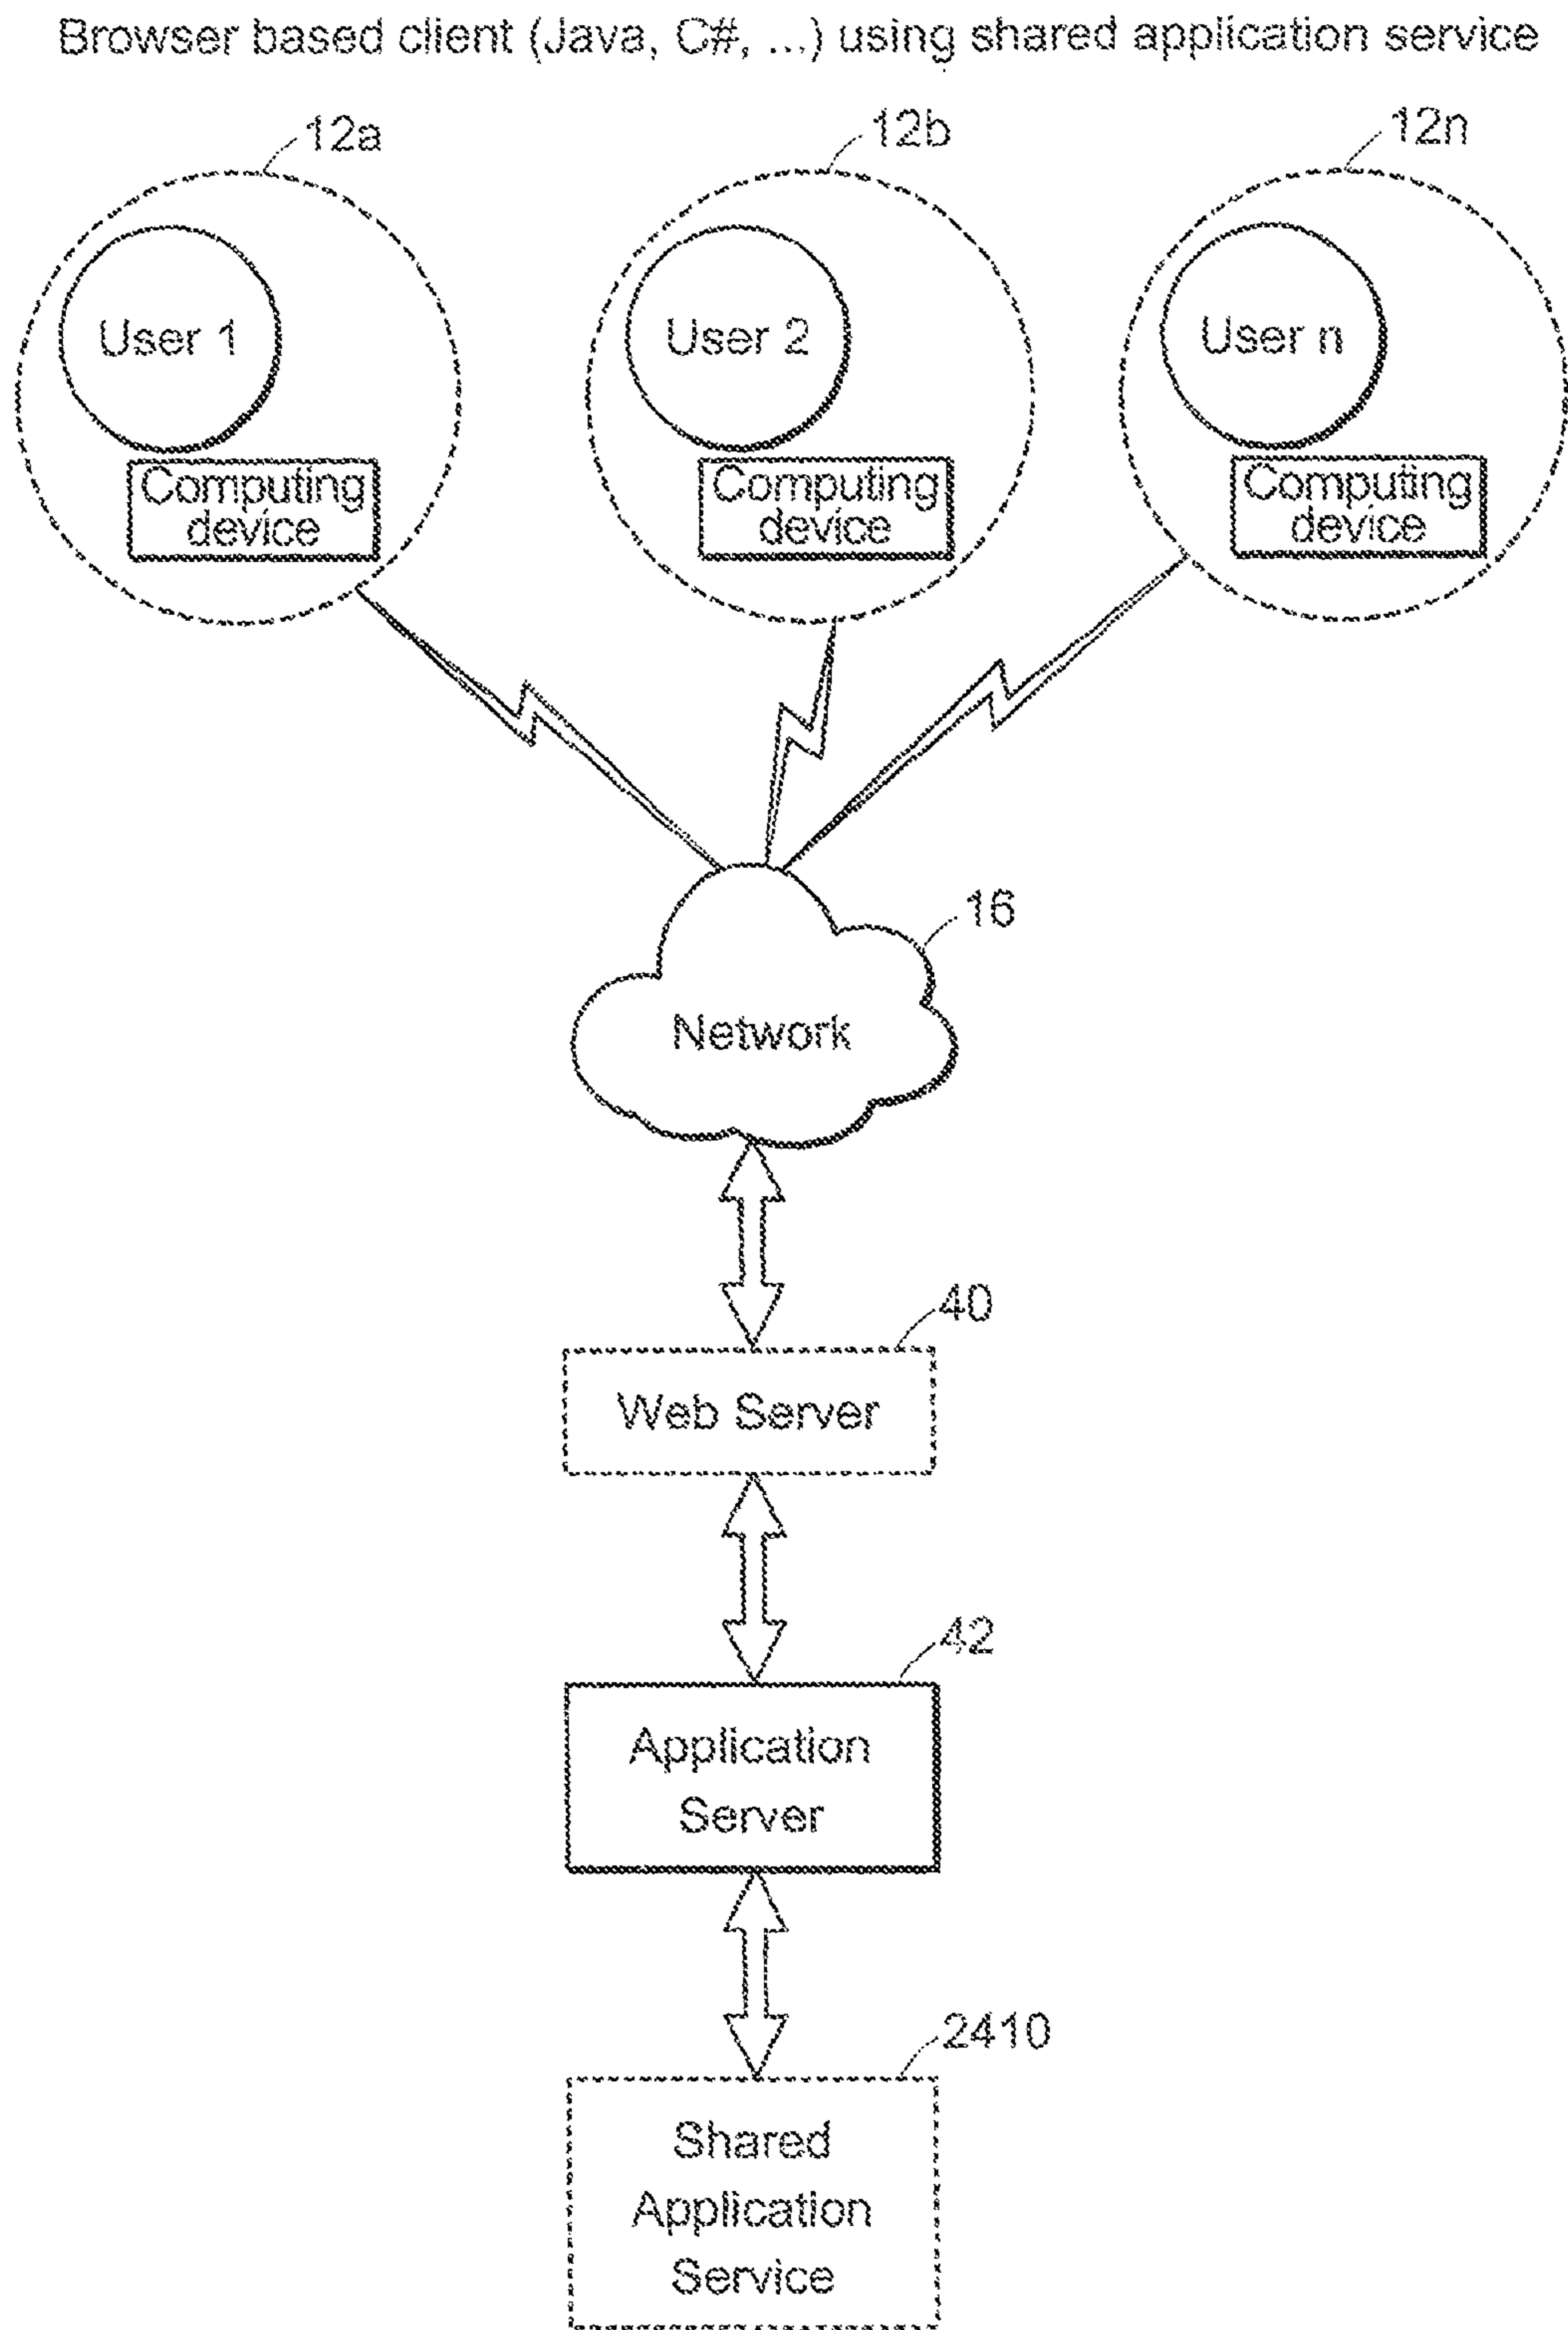 Browser based client (Java, C#, ...) using shared application service
12a
12b
12n
User 1
User 2
User n
Computing
device
Computing
device
Computing
device
16
Network
40
Web Server
42
Application
Server
2410
Shared
Application
Service